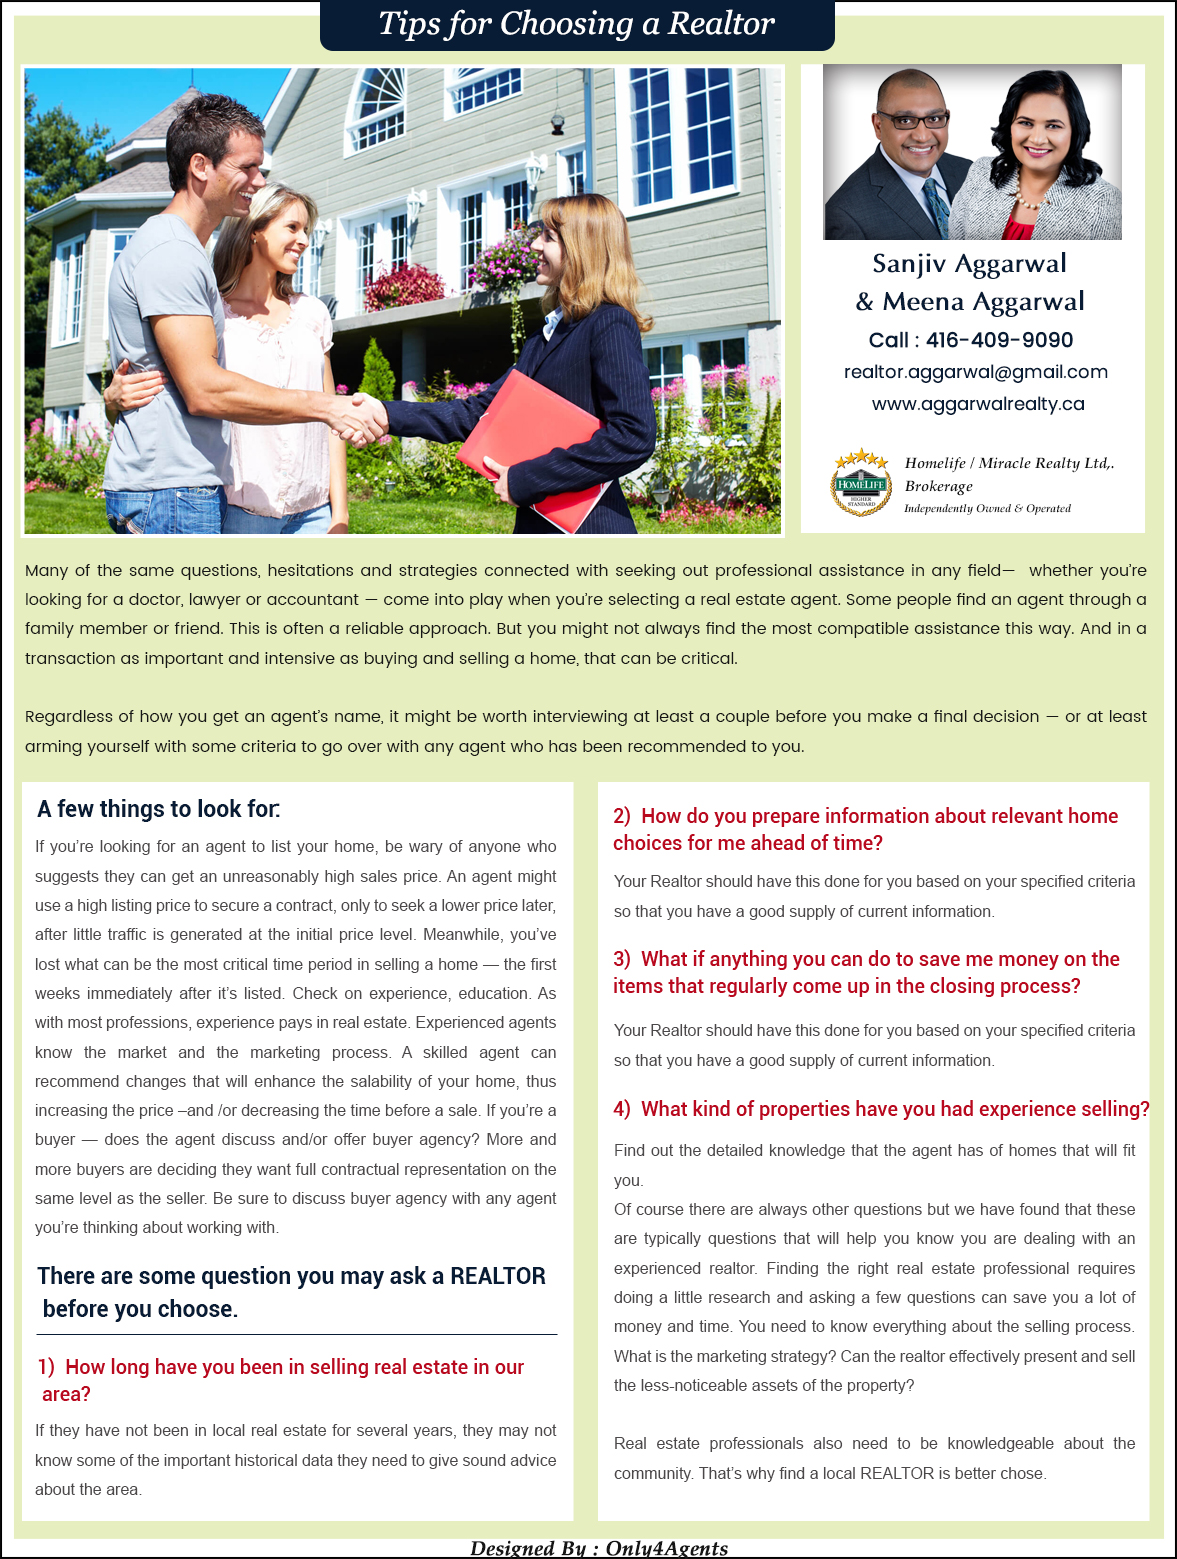 Tips for Choosing a Realtor
Sanjiv Aggarwal
& Meena Aggarwal
Call : 416-409-9090
realtor.aggarwal@gmail.com
www.aggarwalrealty.ca
HOMELIFE
HIGHER
STANDARD
Homelife / Miracle Realty Ltd,.
Brokerage
Independently Owned & Operated
Many of the same questions, hesitations and strategies connected with seeking out professional assistance in any field— whether you’re
looking for a doctor, lawyer or accountant — come into play when you’re selecting a real estate agent. Some people find an agent through a
family member or friend. This is often a reliable approach. But you might not always find the most compatible assistance this way. And in a
transaction as important and intensive as buying and selling a home, that can be critical.
Regardless of how you get an agent’s name, it might be worth interviewing at least a couple before you make a final decision — or at least
arming yourself with some criteria to go over with any agent who has been recommended to you.
A few things to look for:
If you’re looking for an agent to list your home, be wary of anyone who
suggests they can get an unreasonably high sales price. An agent might
use a high listing price to secure a contract, only to seek a lower price later,
after little traffic is generated at the initial price level. Meanwhile, you’ve
lost what can be the most critical time period in selling a home — the first
weeks immediately after it’s listed. Check on experience, education. As
with most professions, experience pays in real estate. Experienced agents
know the market and the marketing process. A skilled agent can
recommend changes that will enhance the salability of your home, thus
increasing the price –and /or decreasing the time before a sale. If you’re a
buyer — does the agent discuss and/or offer buyer agency? More and
more buyers are deciding they want full contractual representation on the
same level as the seller. Be sure to discuss buyer agency with any agent
you’re thinking about working with.
There are some question you may ask a REALTOR
before you choose.
1) How long have you been in selling real estate in our
area?
If they have not been in local real estate for several years, they may not
know some of the important historical data they need to give sound advice
about the area.
2) How do you prepare information about relevant home
choices for me ahead of time?
Your Realtor should have this done for you based on your specified criteria
so that you have a good supply of current information.
3) What if anything you can do to save me money on the
items that regularly come up in the closing process?
Your Realtor should have this done for you based on your specified criteria
so that you have a good supply of current information.
4) What kind of properties have you had experience selling?
Find out the detailed knowledge that the agent has of homes that will fit
you.
Of course there are always other questions but we have found that these
are typically questions that will help you know you are dealing with an
experienced realtor. Finding the right real estate professional requires
doing a little research and asking a few questions can save you a lot of
money and time. You need to know everything about the selling process.
What is the marketing strategy? Can the realtor effectively present and sell
the less-noticeable assets of the property?
Real estate professionals also need to be knowledgeable about the
community. That’s why find a local REALTOR is better chose.
Designed By : Only4Agents